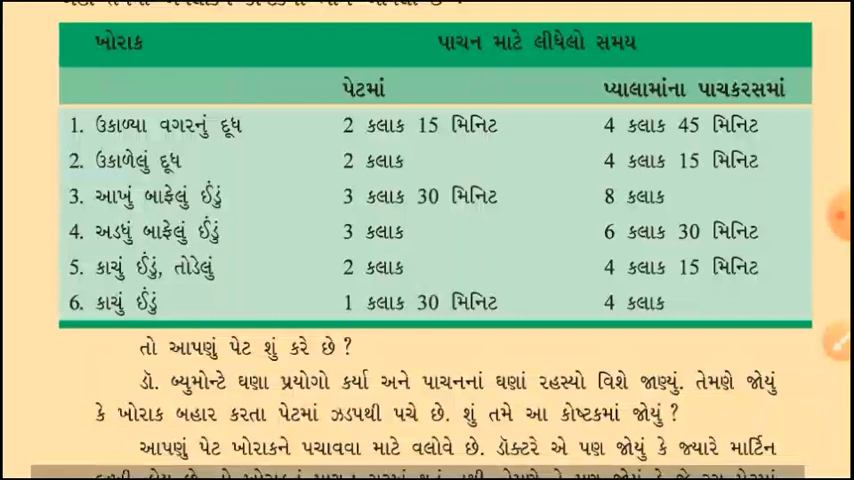 ખોરાક પાચન માટે લીધેલો સમય
પેટમાં પ્યાલામાંના પાચકરસમાં
1. ઉકાળ્યા વગરનું દૂધ 2 કલાક 15 મિનિટ 4 કલાક 45 મિનિટ
2. ઉકાળેલું દૂધ 2 કલાક 4 કલાક 15 મિનિટ
3. આખું બાફેલું ઈંડું 3 કલાક 30 મિનિટ 8 કલાક
4. અડધું બાફેલું ઈંડું 3 કલાક 6 કલાક 30 મિનિટ
5. કાચું ઈંડું, તોડેલું 2 કલાક 4 કલાક 15 મિનિટ
6. કાચું ઈંડું 1 કલાક 30 મિનિટ 4 કલાક
તો આપણું પેટ શું કરે છે ?
ડૉ. બ્યુમોન્ટે ઘણા પ્રયોગો કર્યા અને પાચનનાં ઘણાં રહસ્યો વિશે જાણ્યું. તેમણે જોયું
કે ખોરાક બહાર કરતા પેટમાં ઝડપથી પચે છે. શું તમે આ કોષ્ટકમાં જોયું ?
આપણું પેટ ખોરાકને પચાવવા માટે વલોવે છે. ડૉક્ટરે એ પણ જોયું કે જ્યારે માર્ટિન